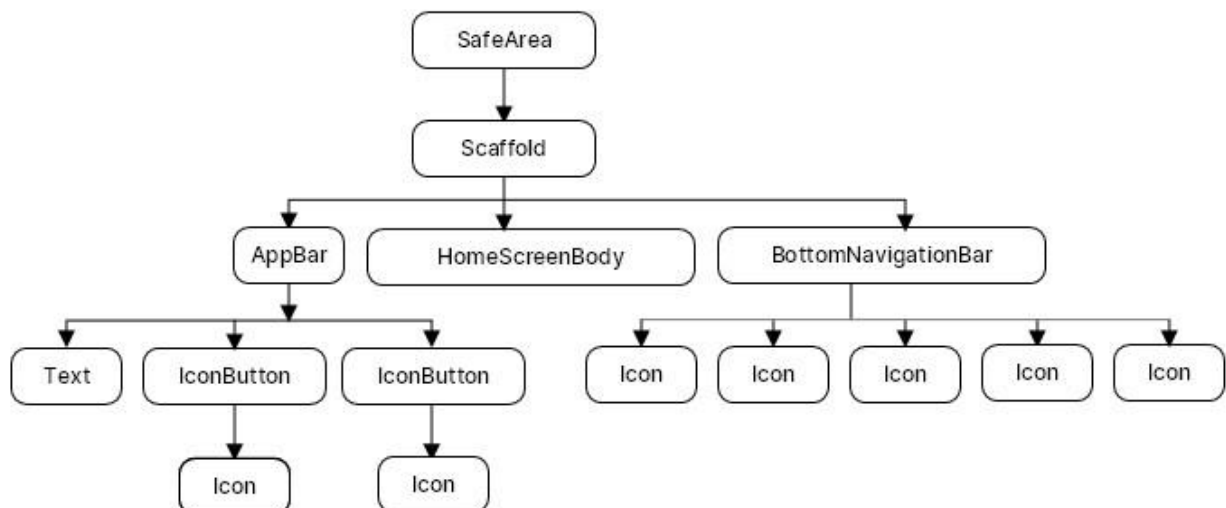 SafeArea
Scaffold
AppBar
HomeScreenBody
BottomNavigationBar
Text
IconButton
IconButton
Icon
Icon
Icon
Icon
Icon
Icon
Icon